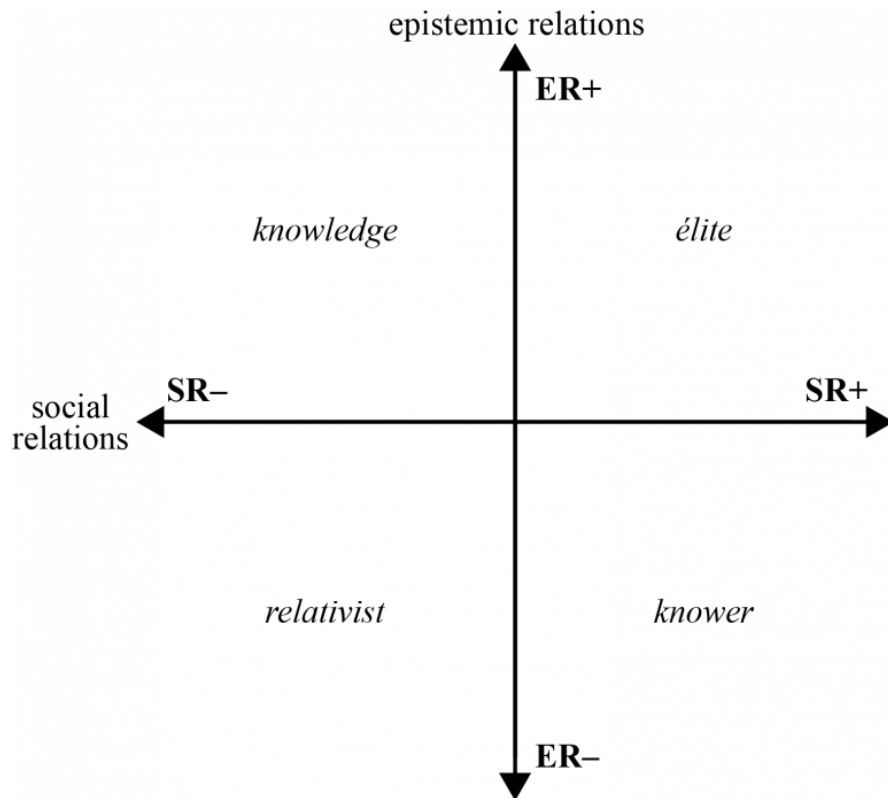 epistemic relations
ER+
knowledge
élite
SR–
SR+
social
relations
relativist
knower
ER–